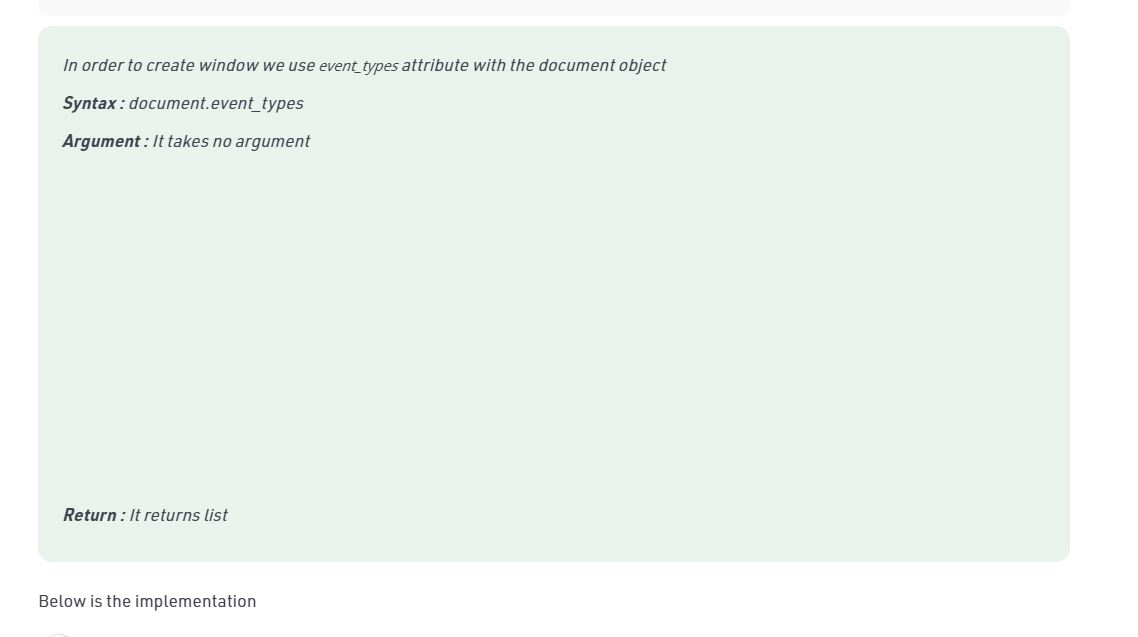 In order to create window we use event_types attribute with the document object
Syntax : document.event_types
Argument : It takes no argument
Return : It returns list
Below is the implementation